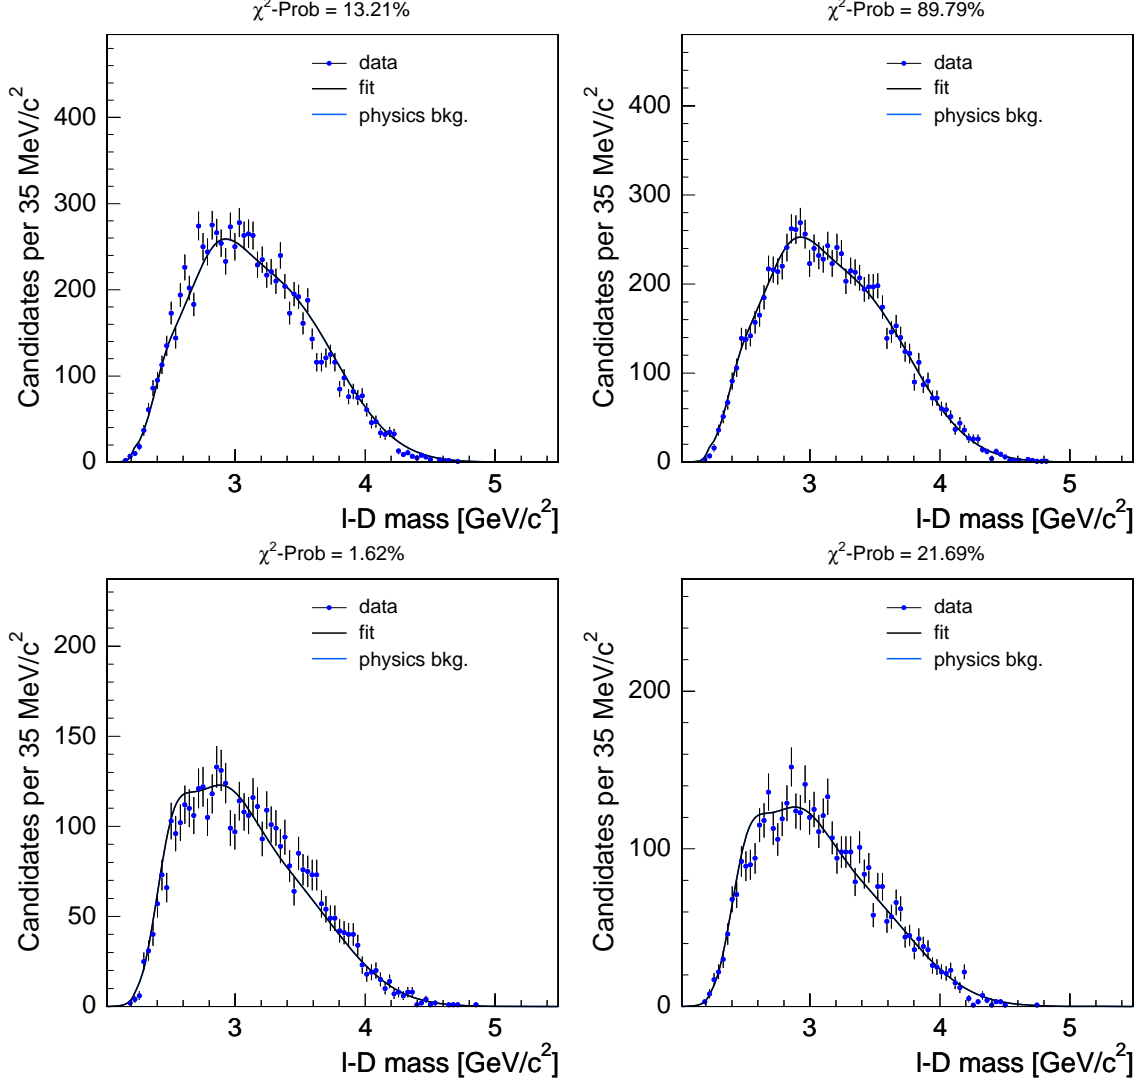 χ²-Prob = 13.21%
data
fit
physics bkg.
Candidates per 35 MeV/c²
400
300
200
100
0
3 4 5
l-D mass [GeV/c²]
χ²-Prob = 89.79%
data
fit
physics bkg.
Candidates per 35 MeV/c²
400
300
200
100
0
3 4 5
l-D mass [GeV/c²]
χ²-Prob = 1.62%
data
fit
physics bkg.
Candidates per 35 MeV/c²
200
150
100
50
0
3 4 5
l-D mass [GeV/c²]
χ²-Prob = 21.69%
data
fit
physics bkg.
Candidates per 35 MeV/c²
200
100
0
3 4 5
l-D mass [GeV/c²]